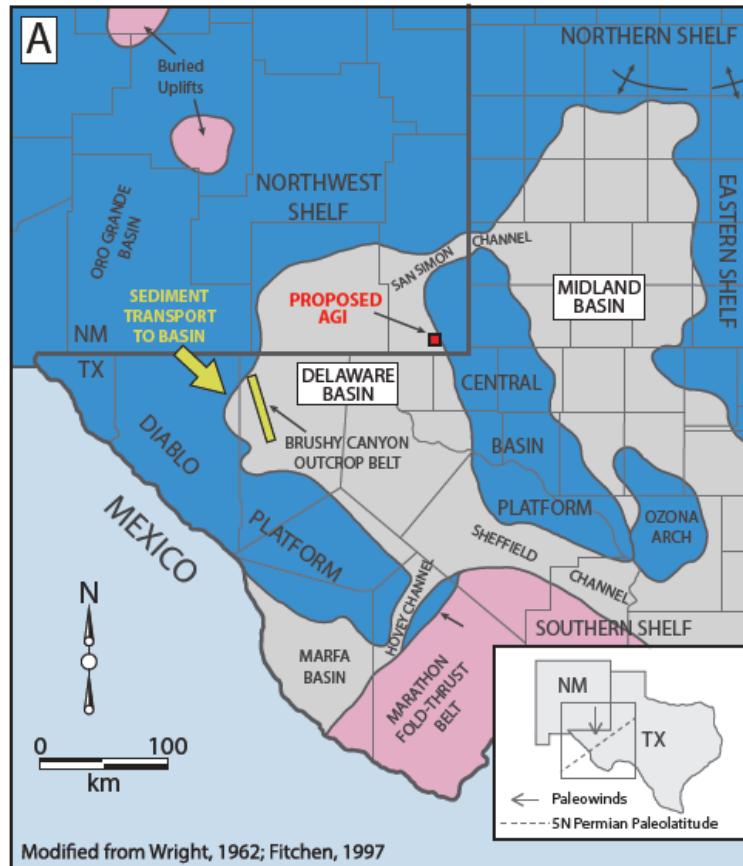 A
Buried
Uplifts
NORTHERN SHELF
NORTHWEST
SHELF
EASTERN SHELF
ORO GRANDE
BASIN
SAN SIMON
CHANNEL
MIDLAND
BASIN
SEDIMENT
TRANSPORT
TO BASIN
PROPOSED
AGI
NM
TX
DELAWARE
BASIN
CENTRAL
BASIN
PLATFORM
BRUSHY CANYON
OUTCROP BELT
DIABLO
PLATFORM
MEXICO
OZONA
ARCH
SHEFFIELD
CHANNEL
HOVEY CHANNEL
SOUTHERN SHELF
MARFA
BASIN
MARATHON
FOLD-THRUST
BELT
N
0 100
km
NM
TX
Paleowinds
5N Permian Paleolatitude
Modified from Wright, 1962; Fitchen, 1997